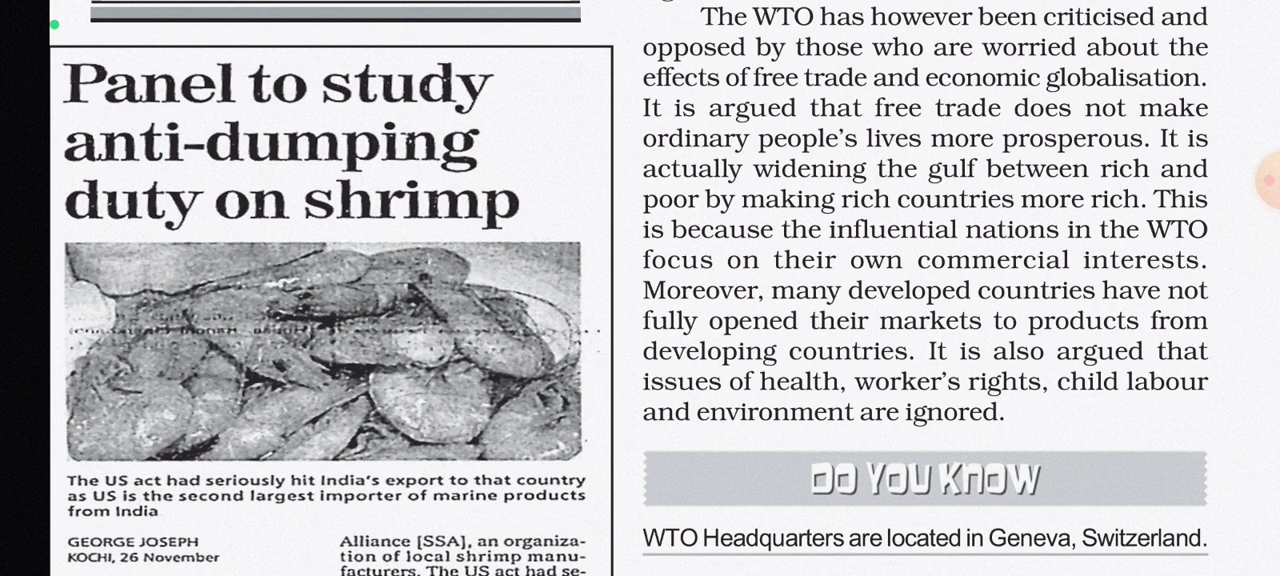 Panel to study
anti-dumping
duty on shrimp
The US act had seriously hit India's export to that country
as US is the second largest importer of marine products
from India
GEORGE JOSEPH
KOCHI, 26 November
Alliance [SSA], an organiza-
tion of local shrimp manu-
facturers. The US act had se-
The WTO has however been criticised and
opposed by those who are worried about the
effects of free trade and economic globalisation.
It is argued that free trade does not make
ordinary people's lives more prosperous. It is
actually widening the gulf between rich and
poor by making rich countries more rich. This
is because the influential nations in the WTO
focus on their own commercial interests.
Moreover, many developed countries have not
fully opened their markets to products from
developing countries. It is also argued that
issues of health, worker's rights, child labour
and environment are ignored.
DO YOU KNOW
WTO Headquarters are located in Geneva, Switzerland.